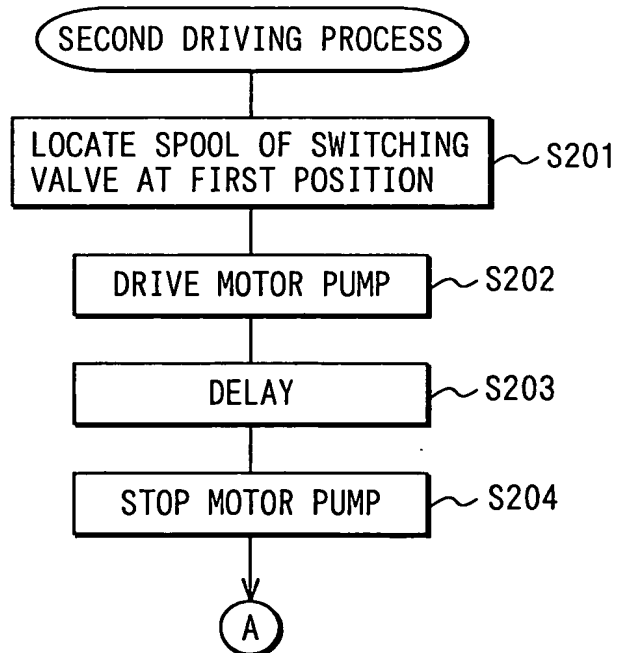 SECOND DRIVING PROCESS
LOCATE SPOOL OF SWITCHING
VALVE AT FIRST POSITION
S201
DRIVE MOTOR PUMP
S202
DELAY
S203
STOP MOTOR PUMP
S204
A